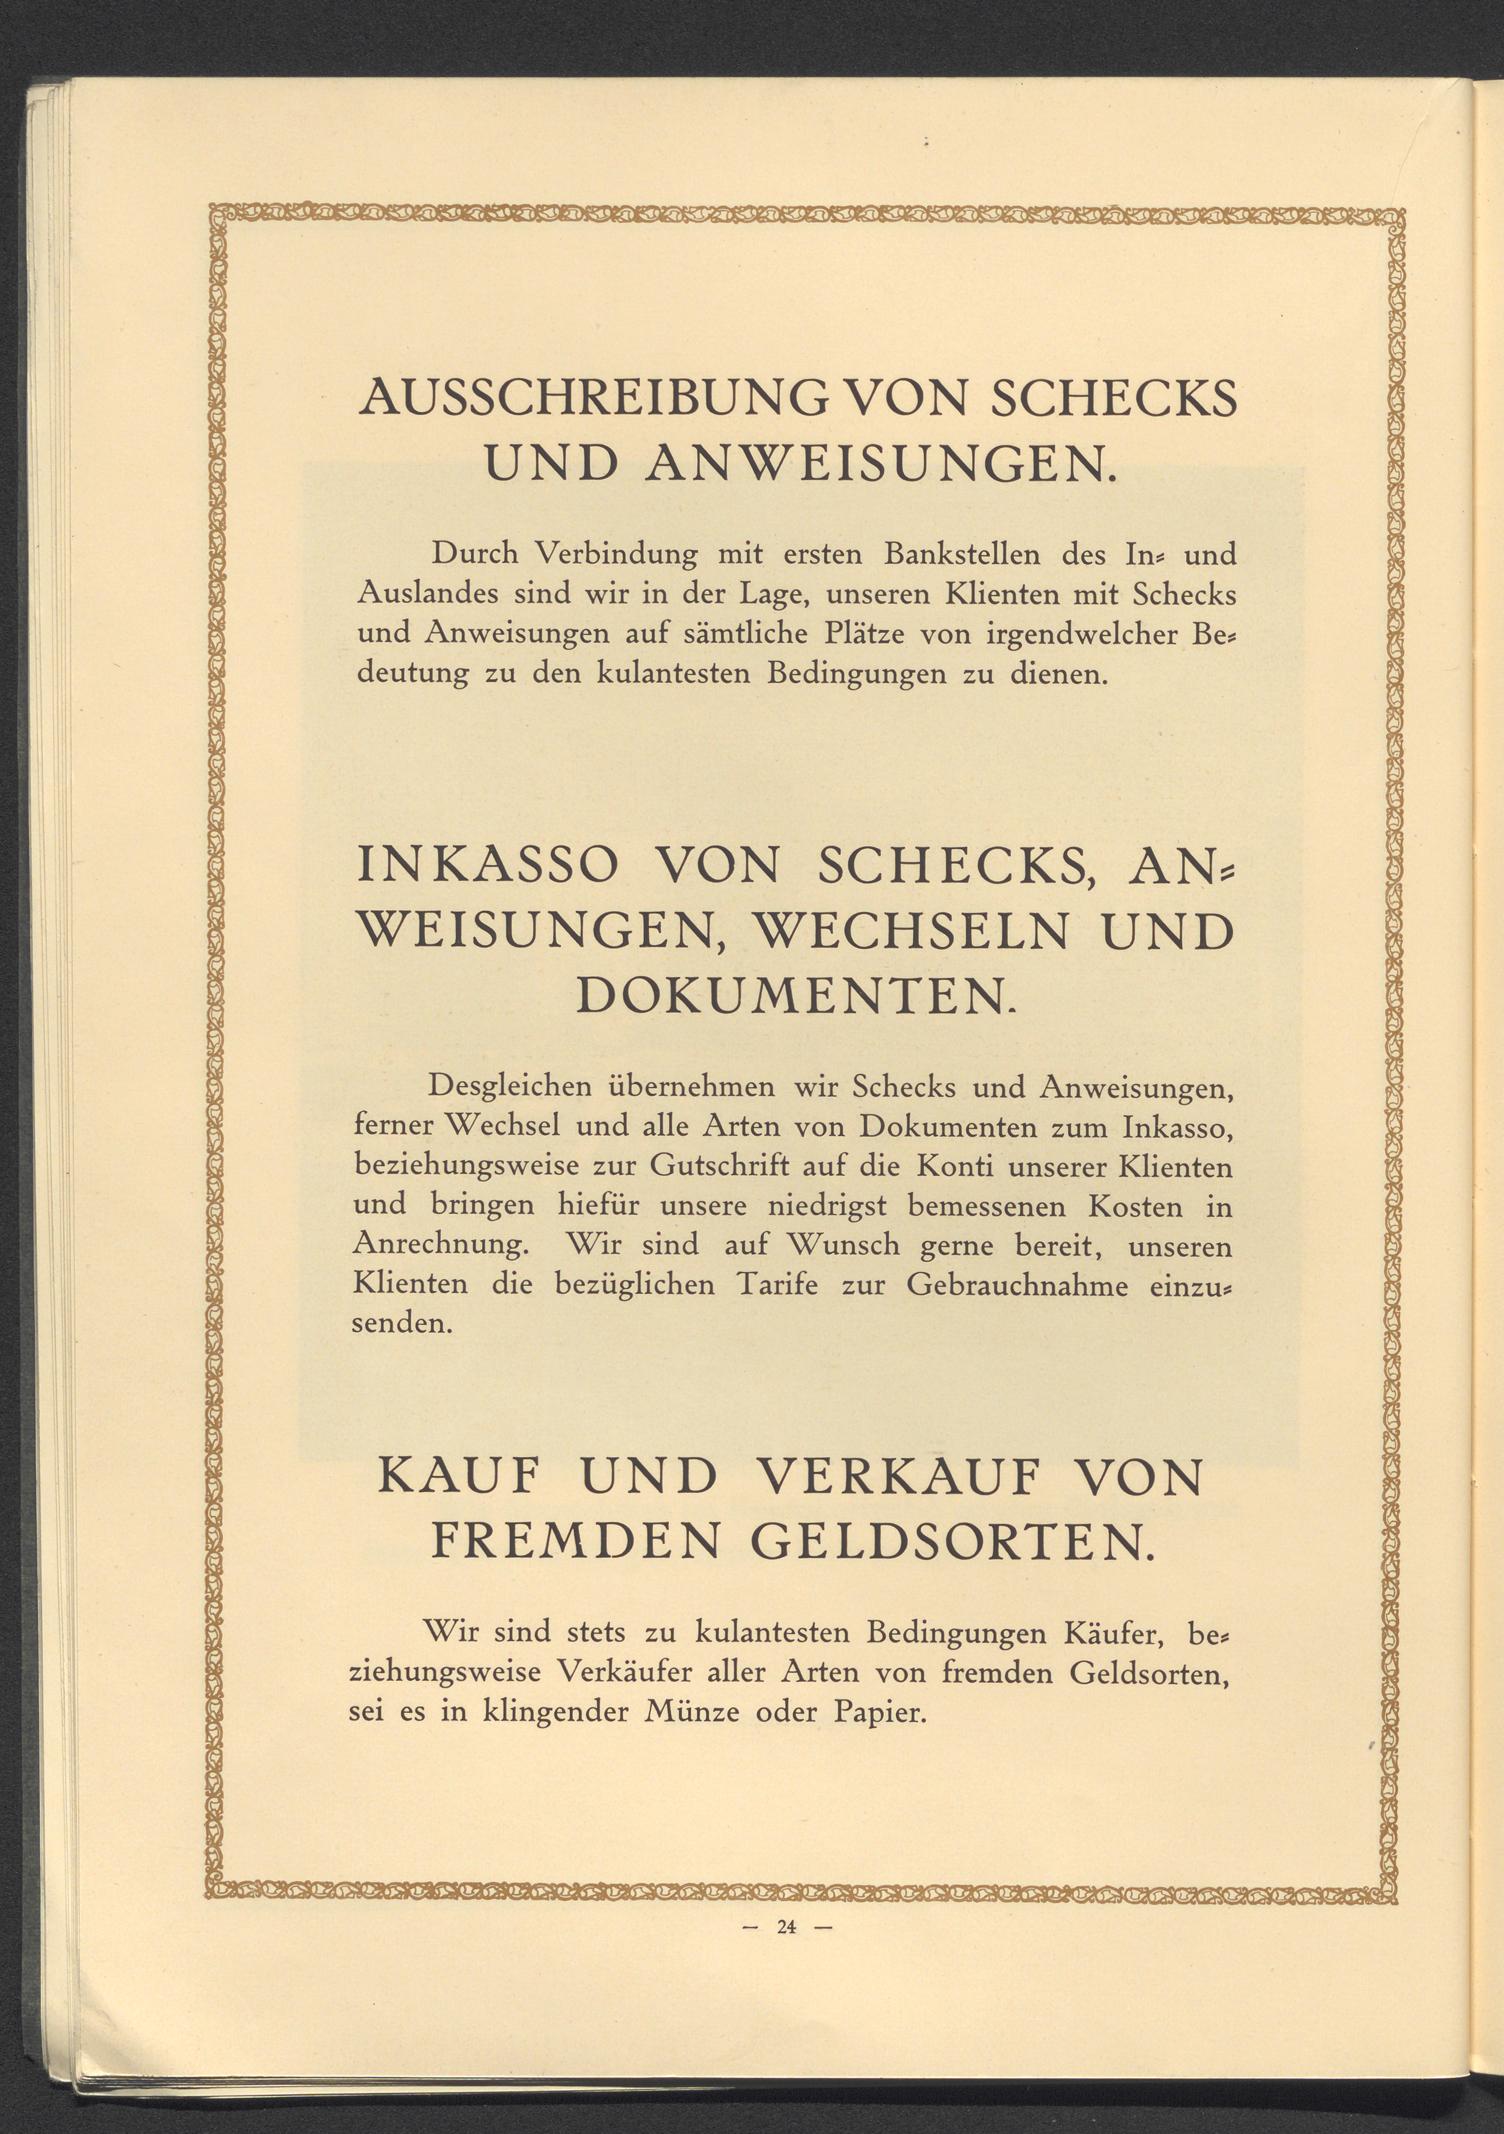 AUSSCHREIBUNG VON SCHECKS
UND ANWEISUNGEN.
Durch Verbindung mit ersten Bankstellen des In⸗ und
Auslandes sind wir in der Lage, unseren Klienten mit Schecks
und Anweisungen auf sämtliche Plätze von irgendwelcher Be⸗
deutung zu den kulantesten Bedingungen zu dienen.
INKASSO VON SCHECKS, AN⸗
WEISUNGEN, WECHSELN UND
DOKUMENTEN.
Desgleichen übernehmen wir Schecks und Anweisungen,
ferner Wechsel und alle Arten von Dokumenten zum Inkasso,
beziehungsweise zur Gutschrift auf die Konti unserer Klienten
und bringen hiefür unsere niedrigst bemessenen Kosten in
Anrechnung. Wir sind auf Wunsch gerne bereit, unseren
Klienten die bezüglichen Tarife zur Gebrauchnahme einzu⸗
senden.
KAUF UND VERKAUF VON
FREMDEN GELDSORTEN.
Wir sind stets zu kulantesten Bedingungen Käufer, be⸗
ziehungsweise Verkäufer aller Arten von fremden Geldsorten,
sei es in klingender Münze oder Papier.
— 24 —